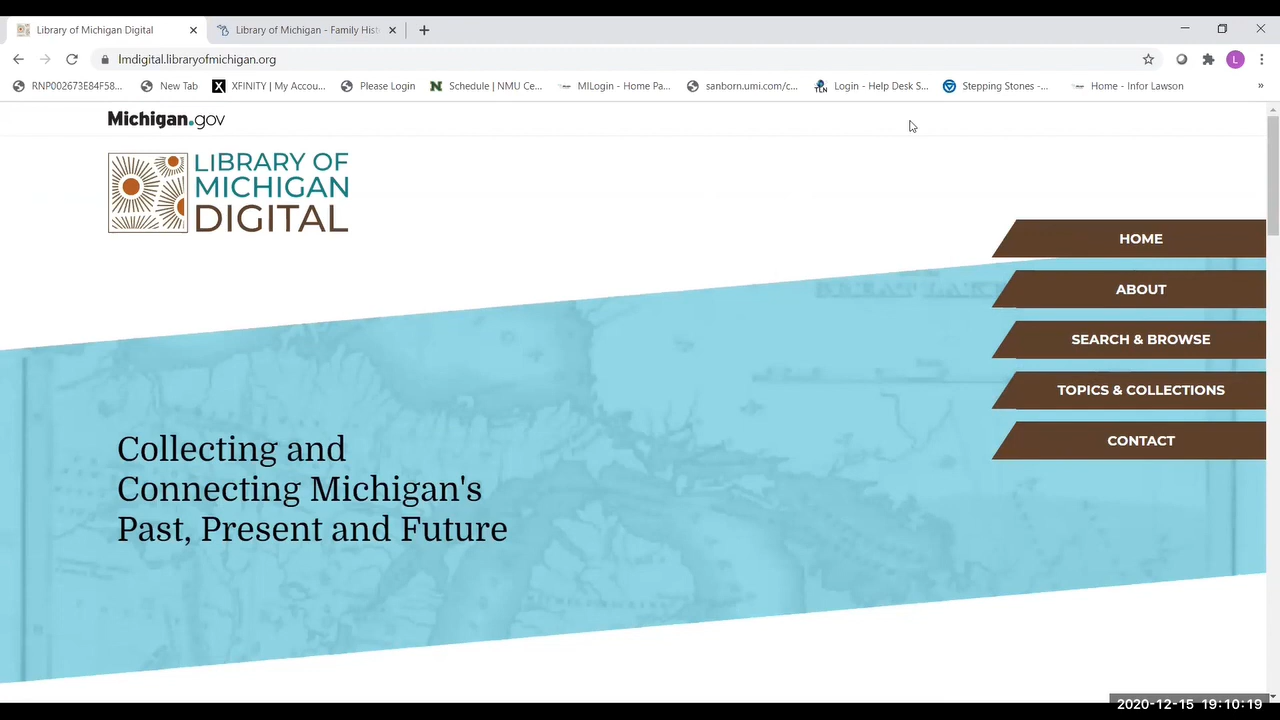 Library of Michigan Digital
Library of Michigan - Family Hist
lmdigital.libraryofmichigan.org
L
RNP002673E84F58...
New Tab
X
XFINITY | My Accou...
Please Login
N
Schedule | NMU Ce...
MILogin - Home Pa...
sanborn.umi.com/c...
TLN
Login - Help Desk S...
Stepping Stones -...
Home - Infor Lawson
»
Michigan.gov
LIBRARY OF
MICHIGAN
DIGITAL
HOME
ABOUT
SEARCH & BROWSE
TOPICS & COLLECTIONS
CONTACT
Collecting and
Connecting Michigan's
Past, Present and Future
2020-12-15 19:10:19